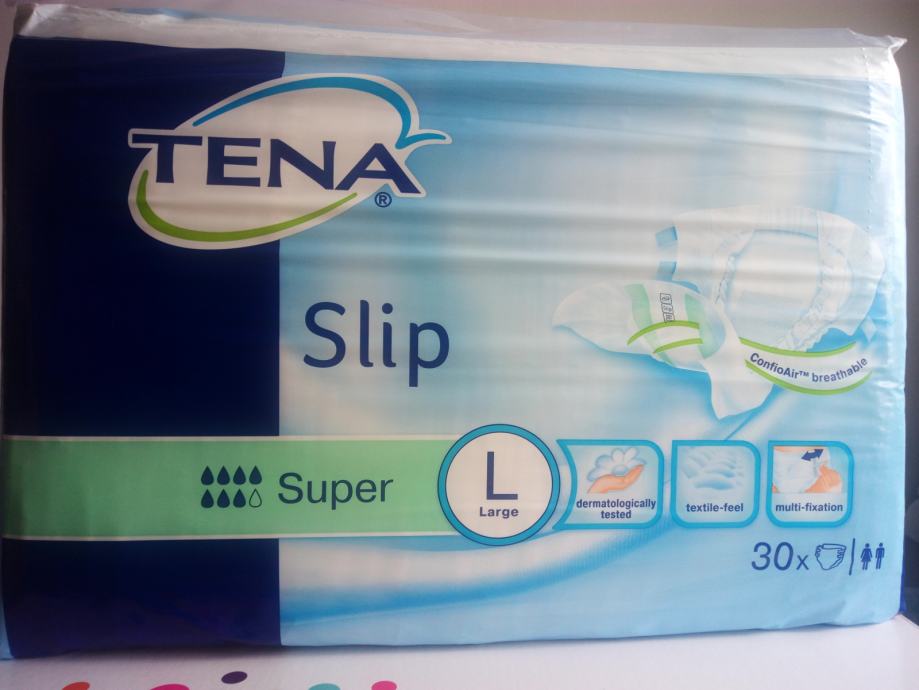 TENA®
Slip
ConfioAir™ breathable
Super
L
Large
dermatologically
tested
textile-feel
multi-fixation
30x